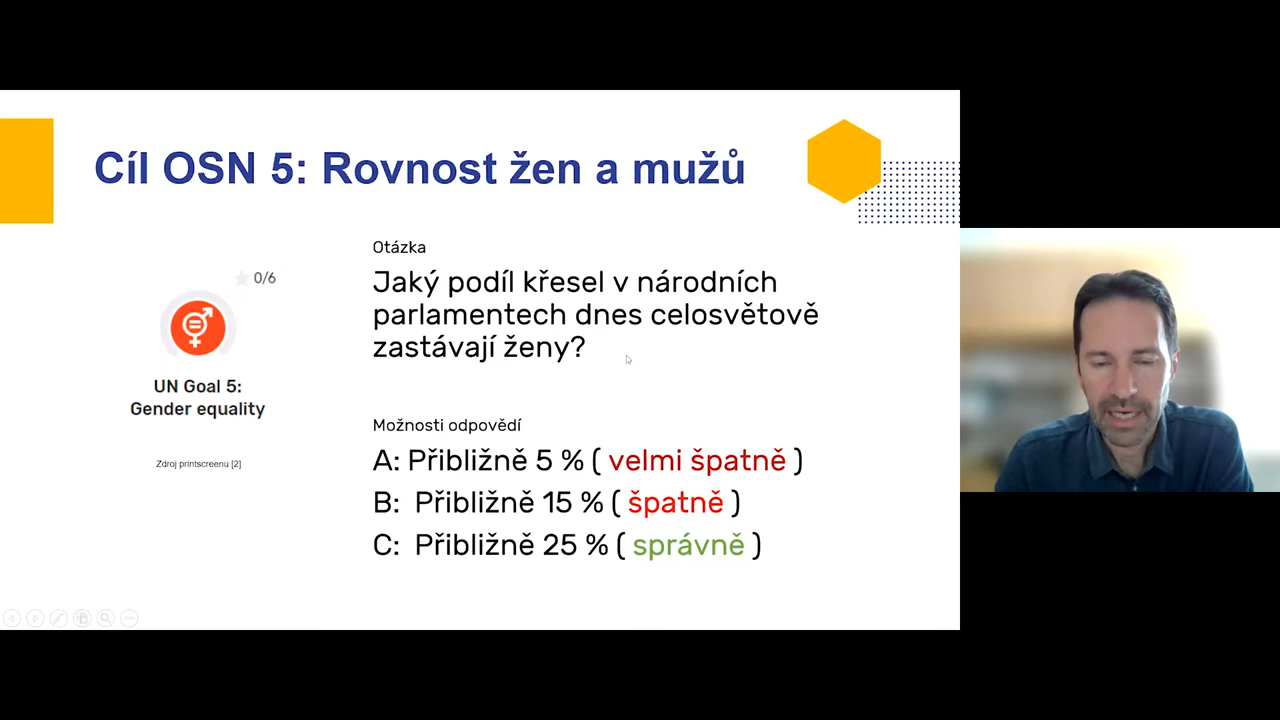 Cíl OSN 5: Rovnost žen a mužů
0/6
UN Goal 5:
Gender equality
Zdroj printscreenu [2]
Otázka
Jaký podíl křesel v národních
parlamentech dnes celosvětově
zastávají ženy?
Možnosti odpovědí
A: Přibližně 5 % ( velmi špatně )
B: Přibližně 15 % ( špatně )
C: Přibližně 25 % ( správně )